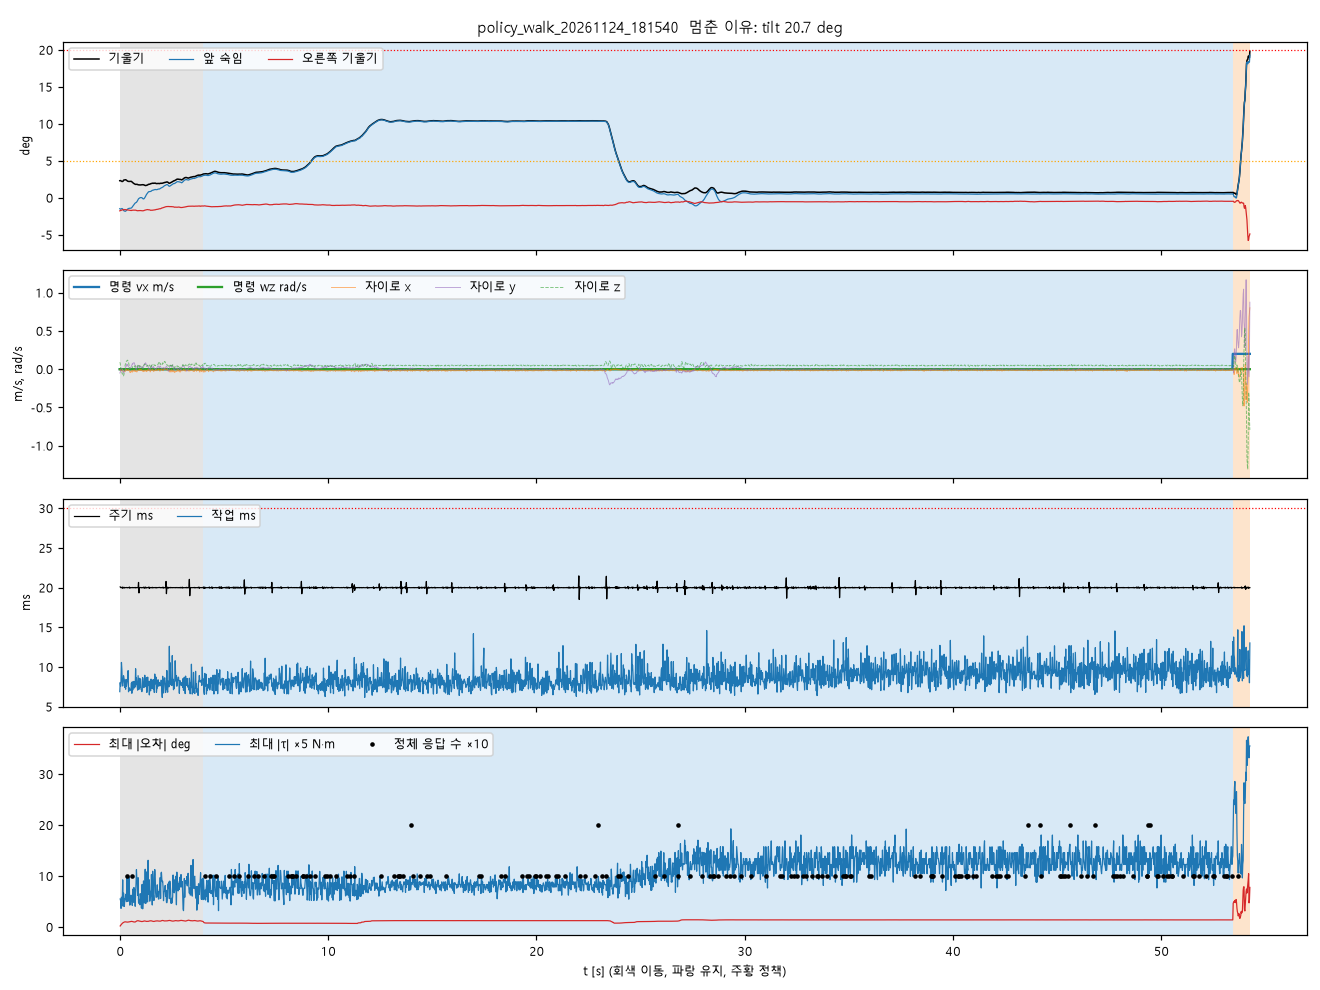 policy_walk_20261124_181540 멈춘 이유: tilt 20.7 deg
기울기 앞 숙임 오른쪽 기울기
20
15
10
5
0
-5
deg
명령 vx m/s 명령 wz rad/s 자이로 x 자이로 y 자이로 z
1.0
0.5
0.0
-0.5
-1.0
m/s, rad/s
주기 ms 작업 ms
30
25
20
15
10
5
ms
최대 |오차| deg 최대 |τ| ×5 N·m 정체 응답 수 ×10
30
20
10
0
0 10 20 30 40 50
t [s] (회색 이동, 파랑 유지, 주황 정책)